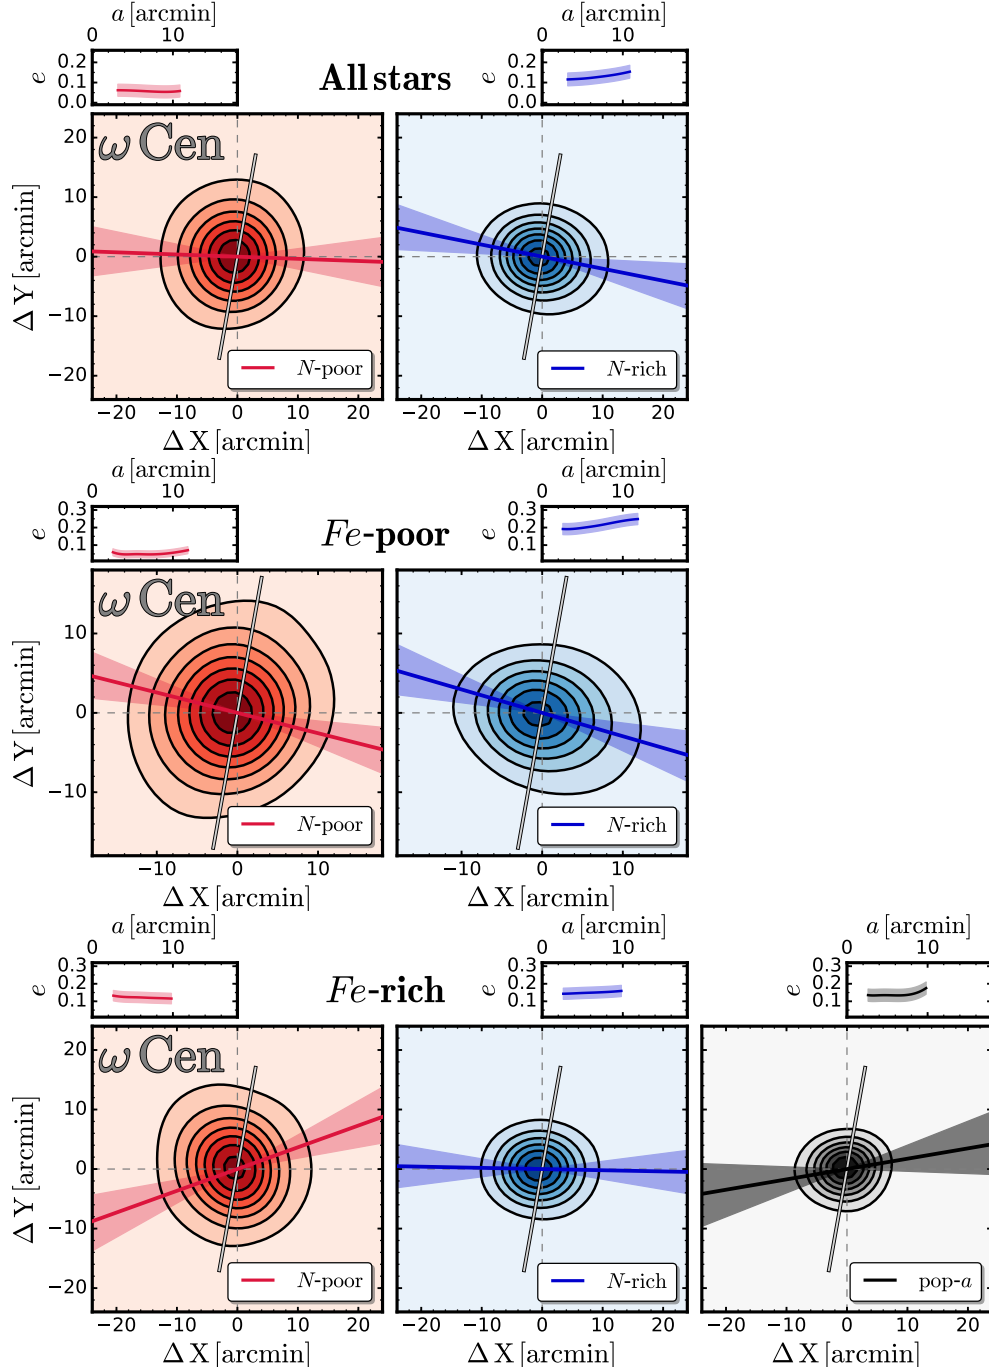 a [arcmin] a [arcmin]
0 10 0 10
e 0.2 0.1 0.0 All stars e 0.2 0.1 0.0
ω Cen
Δ Y [arcmin] 20 10 0 −10 −20
N-poor N-rich
−20 −10 0 10 20 −20 −10 0 10 20
Δ X [arcmin] Δ X [arcmin]
a [arcmin] a [arcmin]
0 10 0 10
e 0.3 0.2 0.1 Fe-poor e 0.3 0.2 0.1
ω Cen
Δ Y [arcmin] 10 0 −10
N-poor N-rich
−10 0 10 −10 0 10
Δ X [arcmin] Δ X [arcmin]
a [arcmin] a [arcmin] a [arcmin]
0 10 0 10 0 10
e 0.3 0.2 0.1 Fe-rich e 0.3 0.2 0.1 e 0.3 0.2 0.1
ω Cen
Δ Y [arcmin] 20 10 0 −10 −20
N-poor N-rich pop-a
−20 −10 0 10 20 −20 −10 0 10 20 −20 −10 0 10 20
Δ X [arcmin] Δ X [arcmin] Δ X [arcmin]